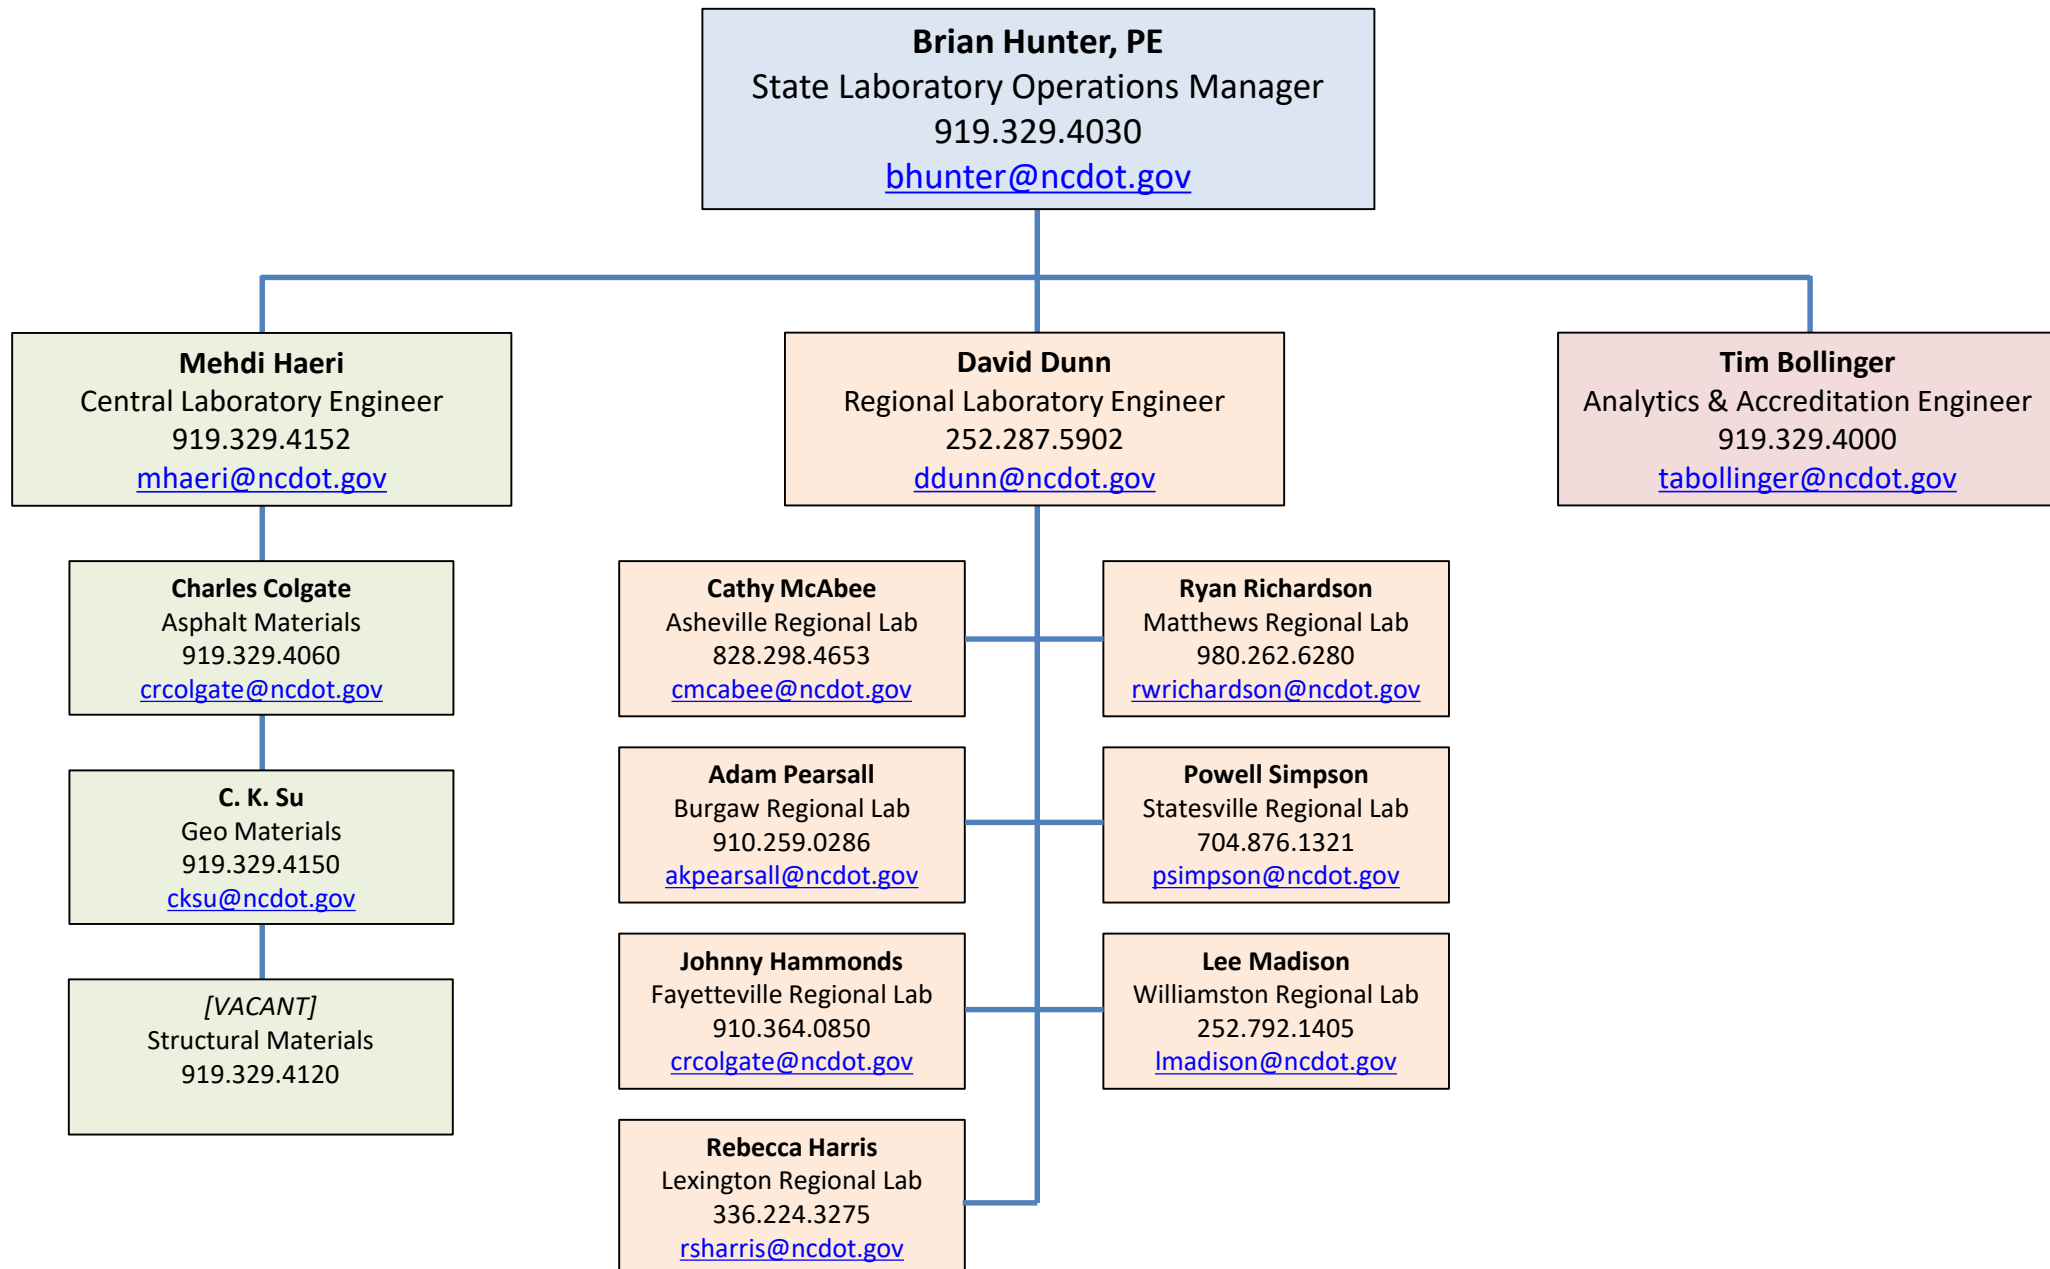 Brian Hunter, PE
State Laboratory Operations Manager
919.329.4030
bhunter@ncdot.gov
Mehdi Haeri
Central Laboratory Engineer
919.329.4152
mhaeri@ncdot.gov
David Dunn
Regional Laboratory Engineer
252.287.5902
ddunn@ncdot.gov
Tim Bollinger
Analytics & Accreditation Engineer
919.329.4000
tabollinger@ncdot.gov
Charles Colgate
Asphalt Materials
919.329.4060
crcolgate@ncdot.gov
C. K. Su
Geo Materials
919.329.4150
cksu@ncdot.gov
[VACANT]
Structural Materials
919.329.4120
Cathy McAbee
Asheville Regional Lab
828.298.4653
cmcabee@ncdot.gov
Ryan Richardson
Matthews Regional Lab
980.262.6280
rwrichardson@ncdot.gov
Adam Pearsall
Burgaw Regional Lab
910.259.0286
akpearsall@ncdot.gov
Powell Simpson
Statesville Regional Lab
704.876.1321
psimpson@ncdot.gov
Johnny Hammonds
Fayetteville Regional Lab
910.364.0850
crcolgate@ncdot.gov
Lee Madison
Williamston Regional Lab
252.792.1405
lmadison@ncdot.gov
Rebecca Harris
Lexington Regional Lab
336.224.3275
rsharris@ncdot.gov